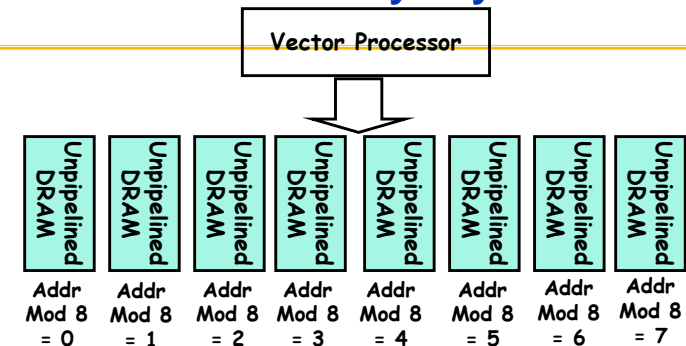 Vector Processor
Unpipelined
DRAM
Unpipelined
DRAM
Unpipelined
DRAM
Unpipelined
DRAM
Unpipelined
DRAM
Unpipelined
DRAM
Unpipelined
DRAM
Unpipelined
DRAM
Addr
Mod 8
= 0
Addr
Mod 8
= 1
Addr
Mod 8
= 2
Addr
Mod 8
= 3
Addr
Mod 8
= 4
Addr
Mod 8
= 5
Addr
Mod 8
= 6
Addr
Mod 8
= 7